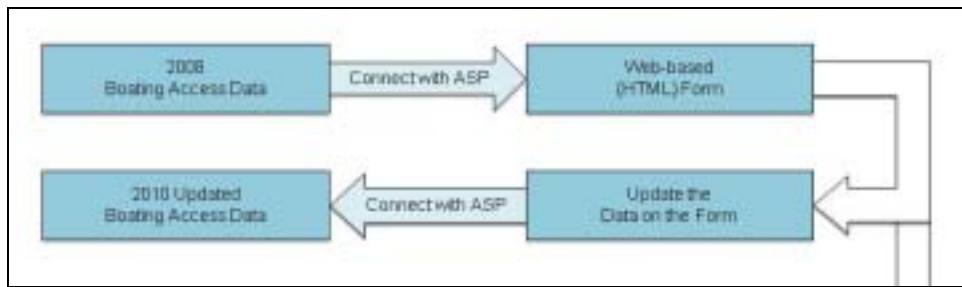 2008
Boating Access Data
Connect with ASP
Web-based
(HTML) Form
2010 Updated
Boating Access Data
Connect with ASP
Update the
Data on the Form